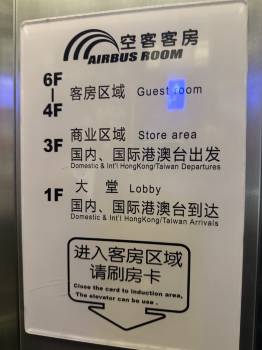 空客客房
AIRBUS ROOM
6F
|
4F
客房区域 Guest room
3F 商业区域 Store area
国内、国际港澳台出发
Domestic & Int'l HongKong/Taiwan Departures
1F 大 堂 Lobby
国内、国际港澳台到达
Domestic & Int'l HongKong/Taiwan Arrivals
进入客房区域
请刷房卡
Close the card to induction area,
The elevator can be use .